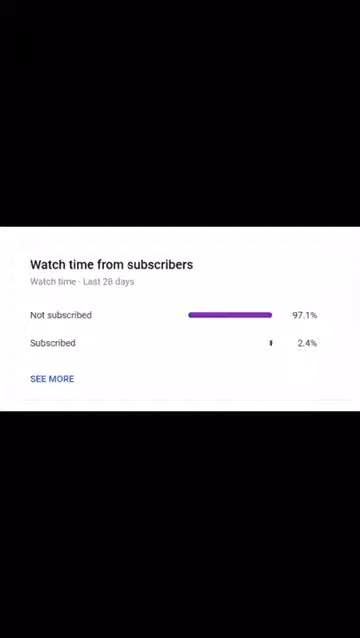 Watch time from subscribers
Watch time · Last 28 days
Not subscribed 97.1%
Subscribed 2.4%
SEE MORE